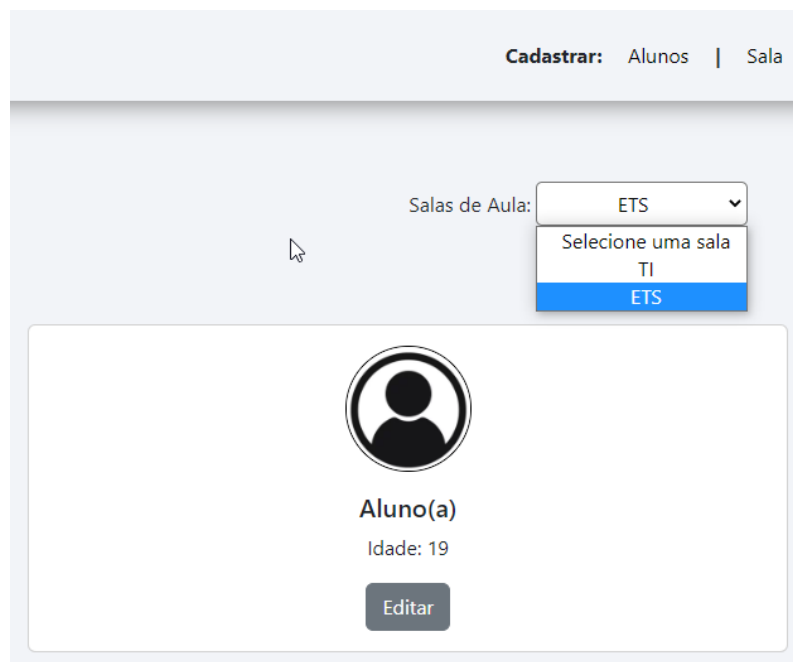 Cadastrar: Alunos | Sala
Salas de Aula: ETS
Selecione uma sala
TI
ETS
Aluno(a)
Idade: 19
Editar